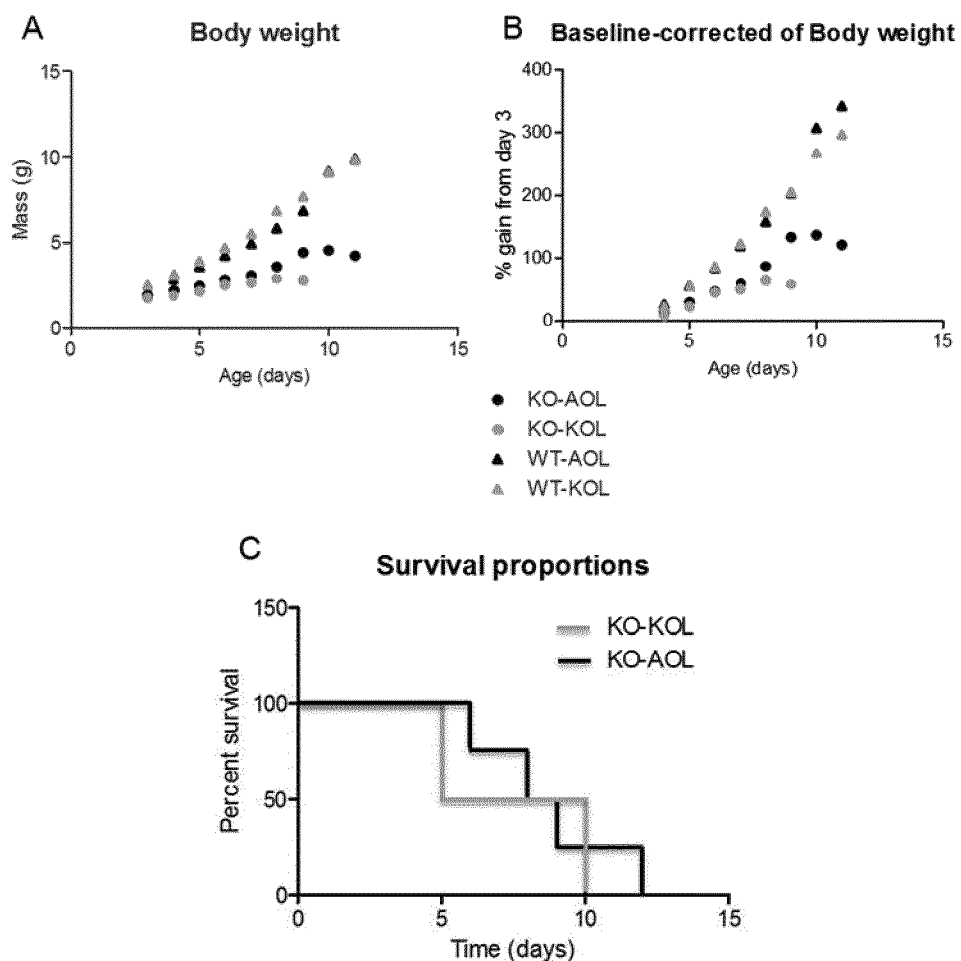 A
Body weight
15
10
5
0
Mass (g)
0 5 10 15
Age (days)
B
Baseline-corrected of Body weight
400
300
200
100
0
% gain from day 3
0 5 10 15
Age (days)
KO-AOL
KO-KOL
WT-AOL
WT-KOL
C
Survival proportions
150
100
50
0
Percent survival
KO-KOL
KO-AOL
0 5 10 15
Time (days)